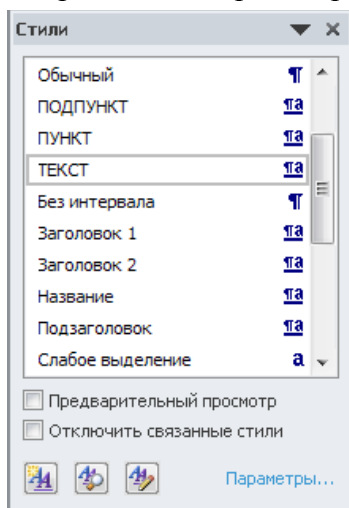 Стили
Обычный ¶
ПОДПУНКТ ¶a
ПУНКТ ¶a
ТЕКСТ ¶a
Без интервала ¶
Заголовок 1 ¶a
Заголовок 2 ¶a
Название ¶a
Подзаголовок ¶a
Слабое выделение a
Предварительный просмотр
Отключить связанные стили
Параметры...